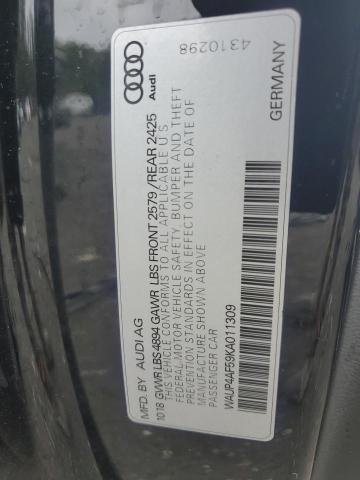 Audi
4310298
GERMANY
MFD. BY AUDI AG
1018 GVWR LBS 4894 GAWR LBS FRONT 2579 / REAR 2425
THIS VEHICLE CONFORMS TO ALL APPLICABLE U S
FEDERAL MOTOR VEHICLE SAFETY, BUMPER AND THEFT
PREVENTION STANDARDS IN EFFECT ON THE DATE OF
MANUFACTURE SHOWN ABOVE
PASSENGER CAR
WAUP4AF59KA011309